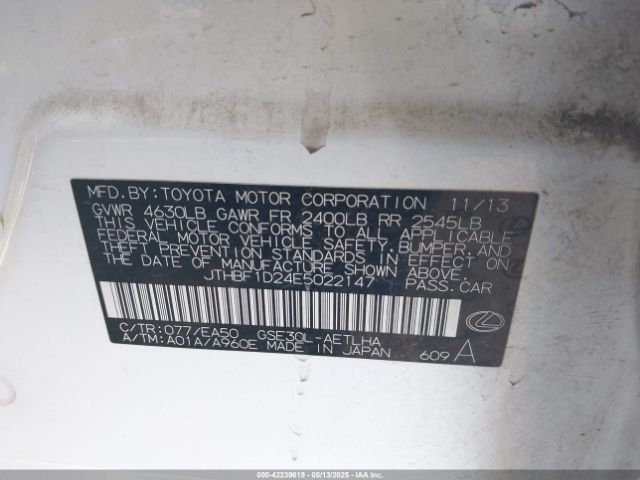 MFD. BY: TOYOTA MOTOR CORPORATION 11/13
GVWR 4630LB GAWR FR 2400LB RR 2545LB
THIS VEHICLE CONFORMS TO ALL APPLICABLE
FEDERAL MOTOR VEHICLE SAFETY, BUMPER, AND
THEFT PREVENTION STANDARDS IN EFFECT ON
THE DATE OF MANUFACTURE SHOWN ABOVE.
JTHBF1D24E5022147 PASS.CAR
C/TR: 077/EA50 GSE30L-AETLHA
A/TM: A01A/A960E MADE IN JAPAN 609 A
000-42239619 - 05/13/2025 - IAAI.CA